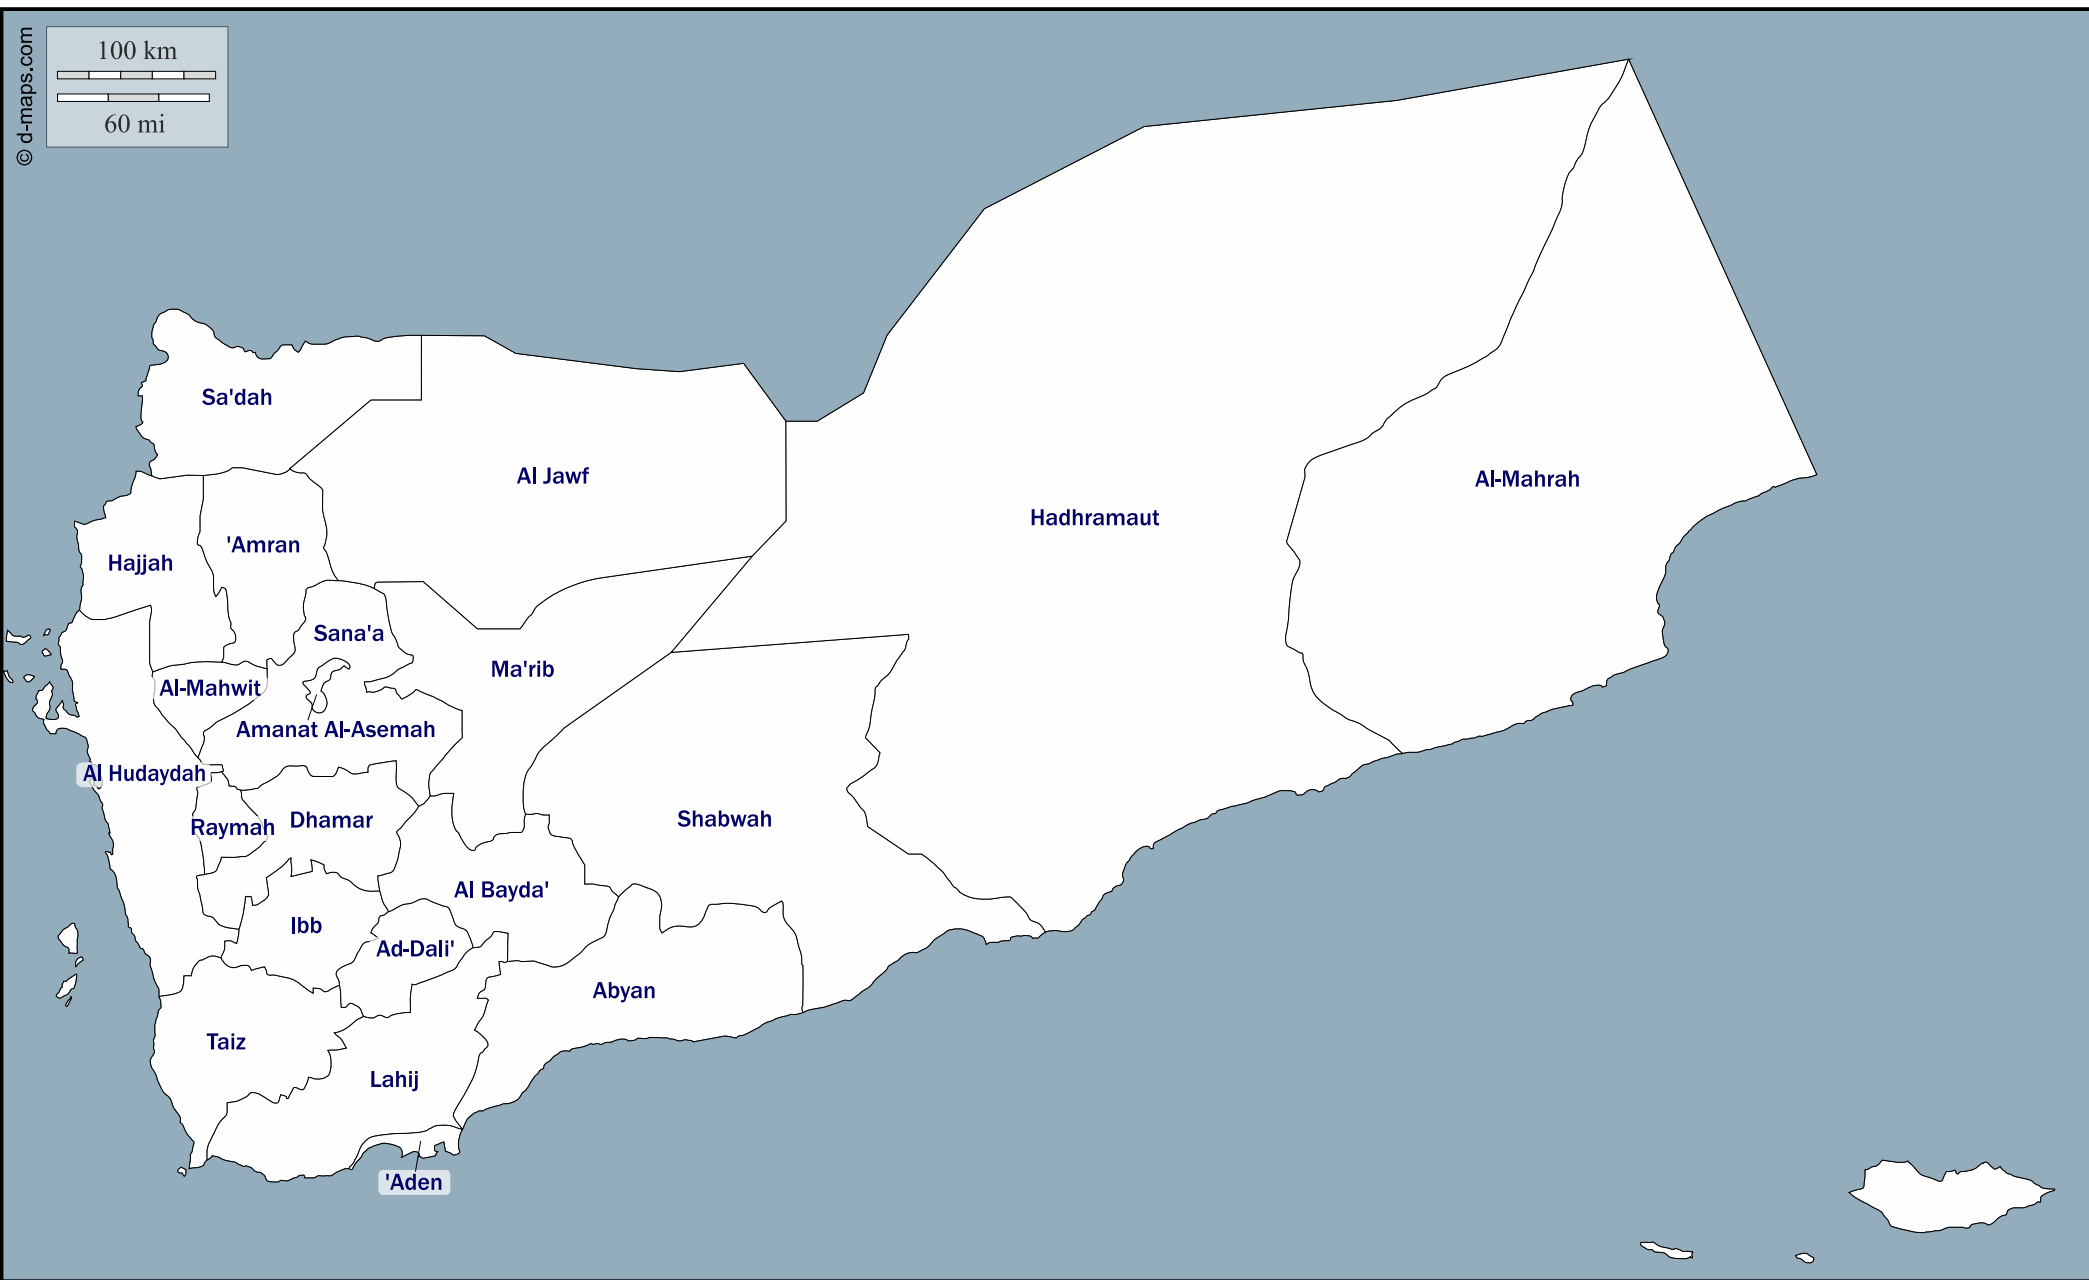 © d-maps.com
100 km
60 mi
Sa'dah
Al Jawf
Al-Mahrah
Hadhramaut
'Amran
Hajjah
Sana'a
Ma'rib
Al-Mahwit
Amanat Al-Asemah
Al Hudaydah
Shabwah
Dhamar
Raymah
Al Bayda'
Ibb
Ad-Dali'
Abyan
Taiz
Lahij
'Aden